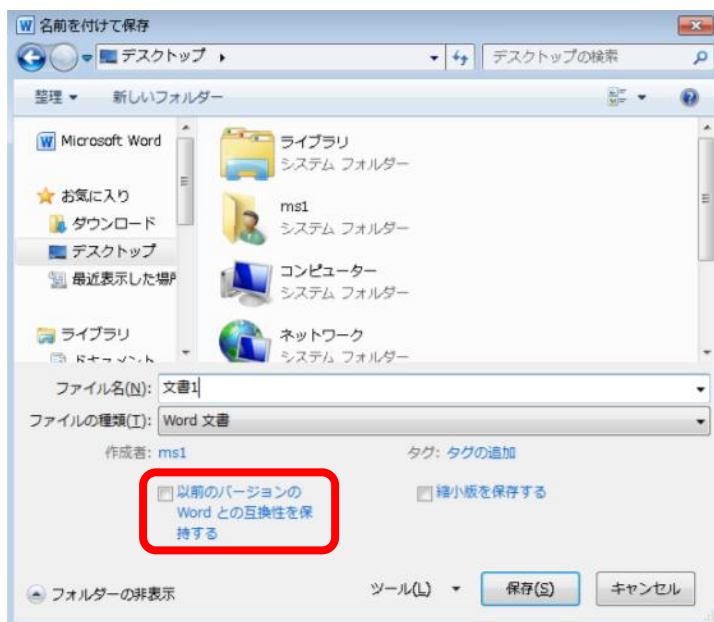 名前を付けて保存
デスクトップ
デスクトップの検索
整理
新しいフォルダー
Microsoft Word
お気に入り
ダウンロード
デスクトップ
最近表示した場所
ライブラリ
ドキュメント
ライブラリ
システム フォルダー
ms1
システム フォルダー
コンピューター
システム フォルダー
ネットワーク
システム フォルダー
ファイル名(N): 文書1
ファイルの種類(T): Word 文書
作成者: ms1
タグ: タグの追加
以前のバージョンの
Word との互換性を保
持する
縮小版を保存する
フォルダーの非表示
ツール(L)
保存(S)
キャンセル